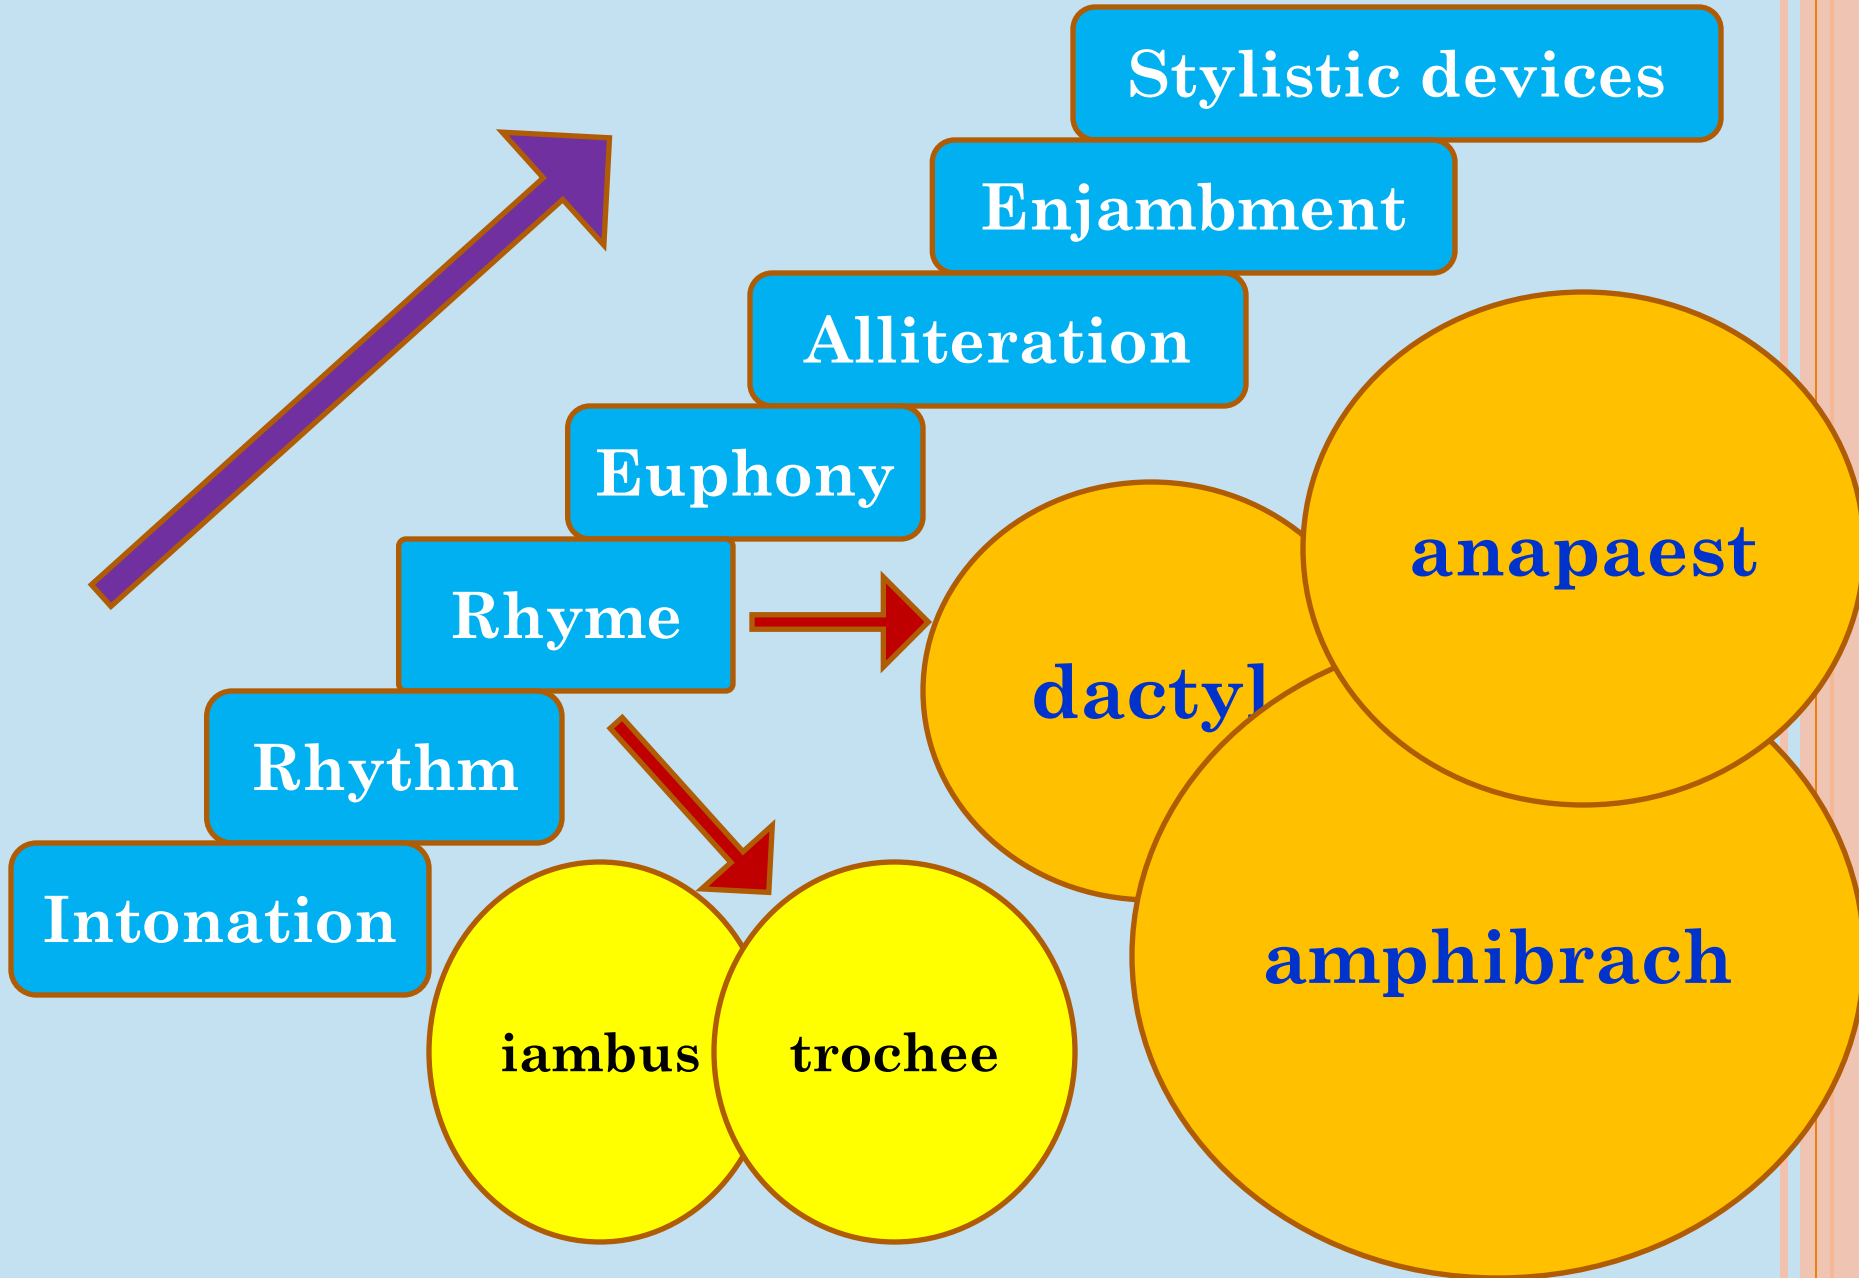 Stylistic devices
Enjambment
Alliteration
Euphony
Rhyme
Rhythm
Intonation
anapaest
dactyl
amphibrach
iambus
trochee